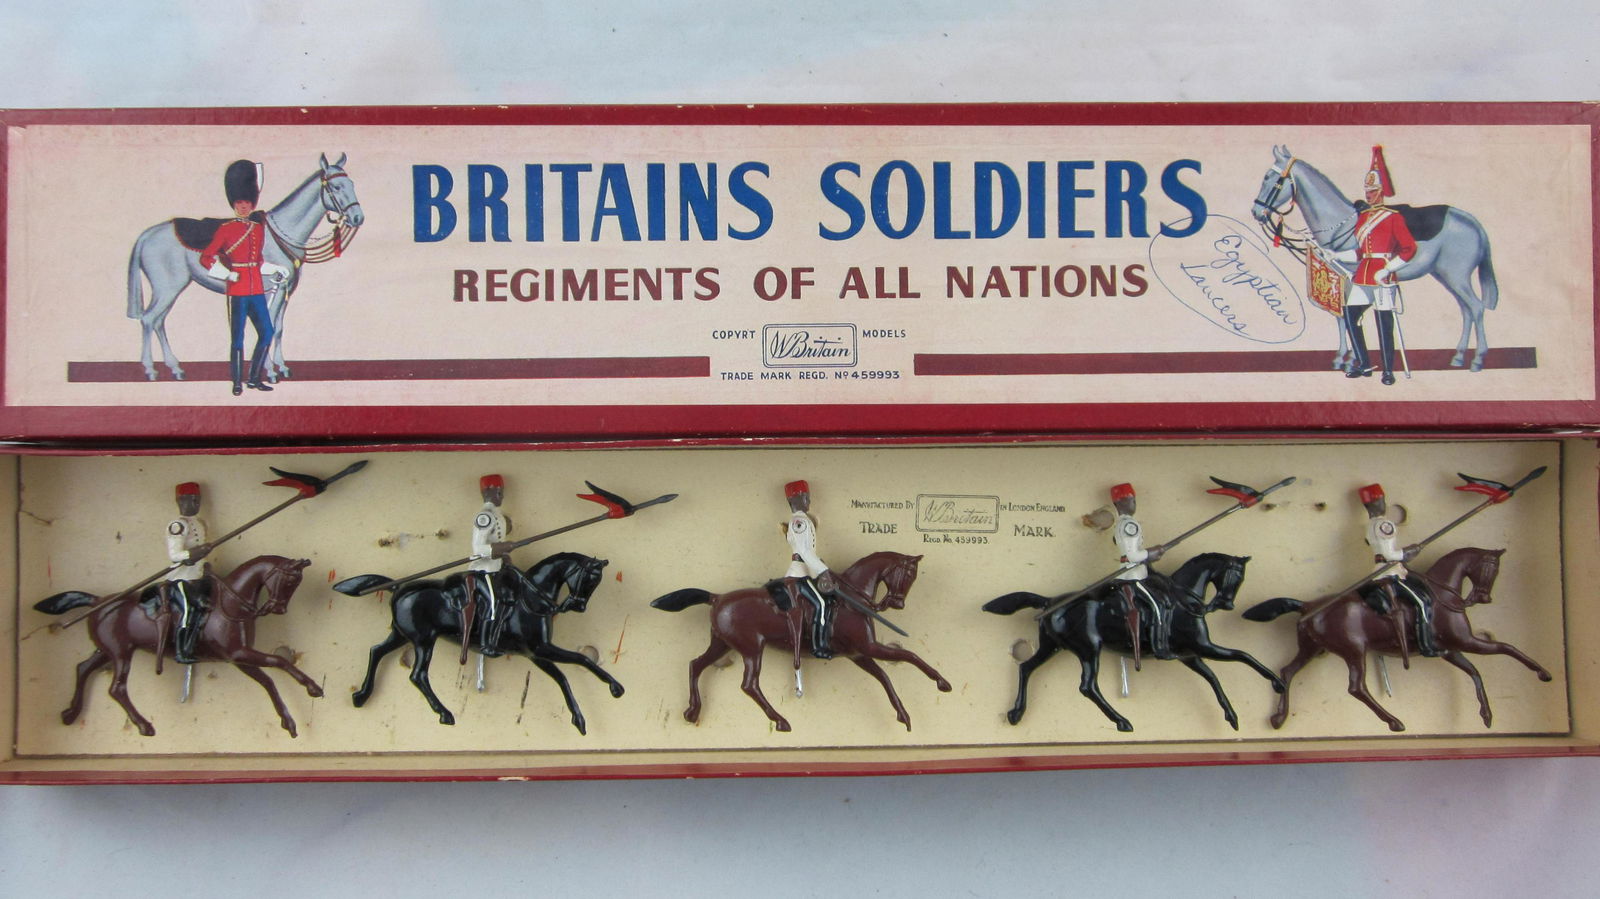 BRITAINS SOLDIERS
REGIMENTS OF ALL NATIONS
Egyptian
Lancers
COPYRT W Britain MODELS
TRADE MARK REGD. Nº 459993
MANUFACTURED BY W Britain IN LONDON ENGLAND
TRADE MARK.
REGD. No. 459993.